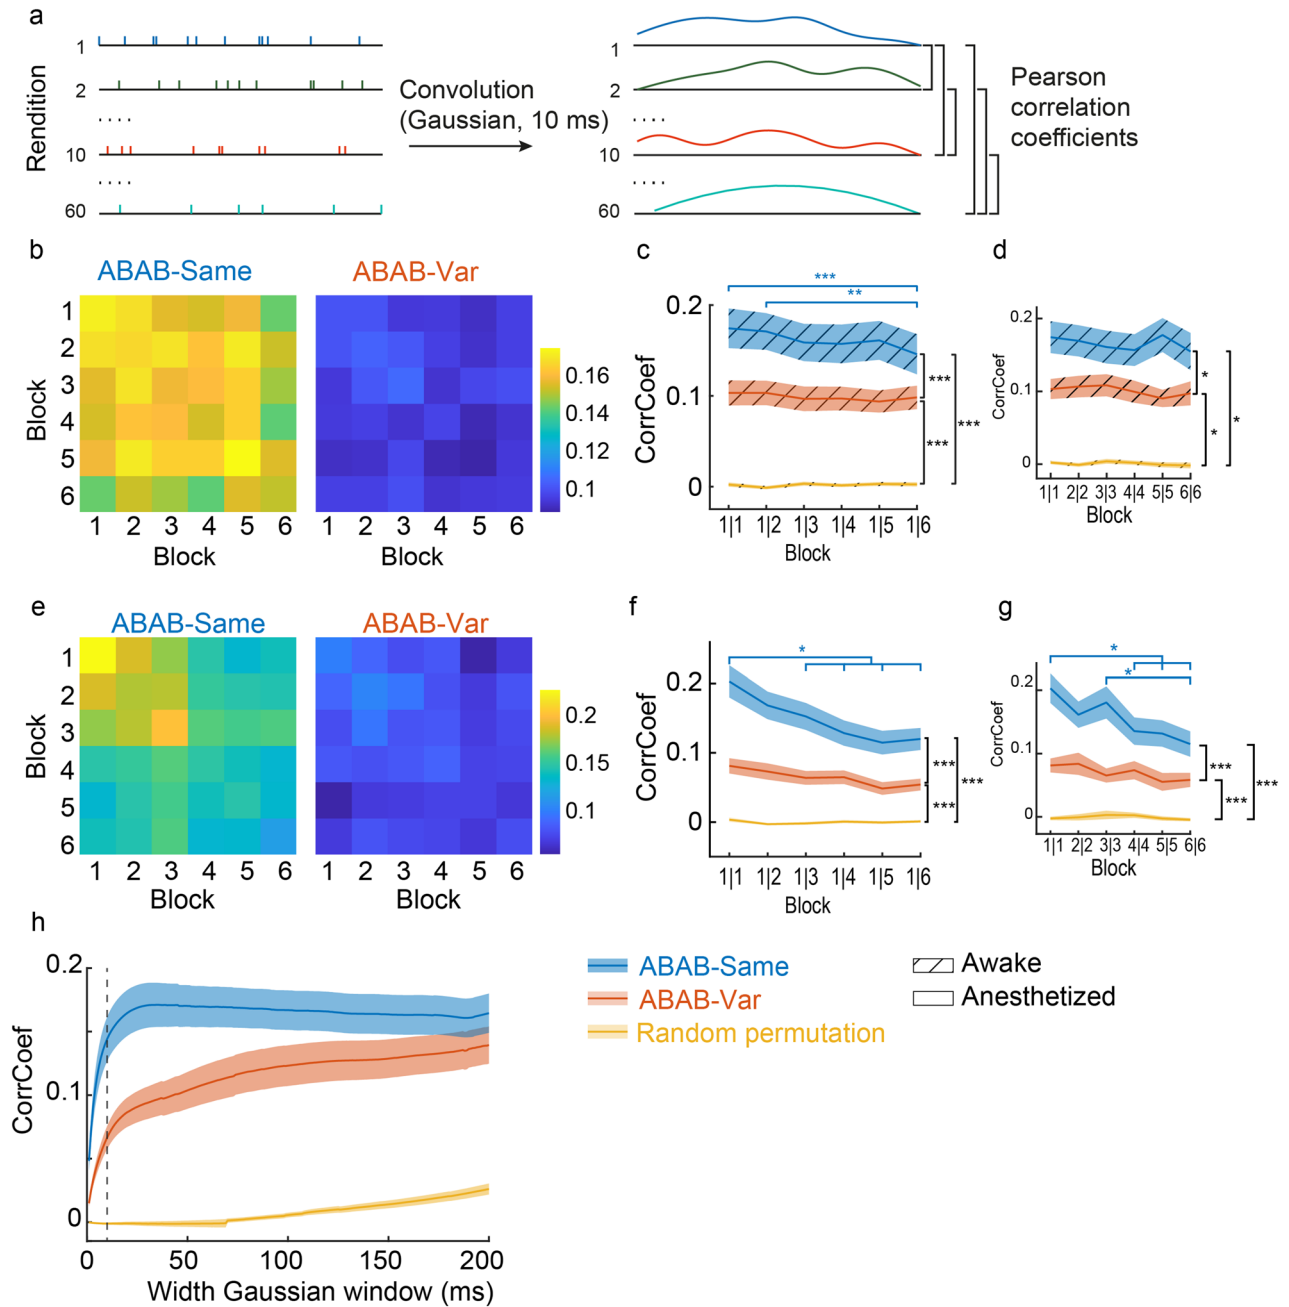 a
Rendition
1
2
10
60
Convolution
(Gaussian, 10 ms)
1
2
10
60
Pearson
correlation
coefficients
b
ABAB-Same
ABAB-Var
Block
1
2
3
4
5
6
1 2 3 4 5 6
Block
1 2 3 4 5 6
Block
0.16
0.14
0.12
0.1
c
CorrCoef
0.2
0.1
0
***
**
***
***
***
1|1 1|2 1|3 1|4 1|5 1|6
Block
d
CorrCoef
0.2
0.1
0
*
*
*
1|1 2|2 3|3 4|4 5|5 6|6
Block
e
ABAB-Same
ABAB-Var
Block
1
2
3
4
5
6
1 2 3 4 5 6
Block
1 2 3 4 5 6
Block
0.2
0.15
0.1
f
CorrCoef
0.2
0.1
0
*
***
***
***
1|1 1|2 1|3 1|4 1|5 1|6
Block
g
CorrCoef
0.2
0.1
0
*
*
***
***
***
1|1 2|2 3|3 4|4 5|5 6|6
Block
h
CorrCoef
0.2
0.1
0
0 50 100 150 200
Width Gaussian window (ms)
ABAB-Same
ABAB-Var
Random permutation
Awake
Anesthetized